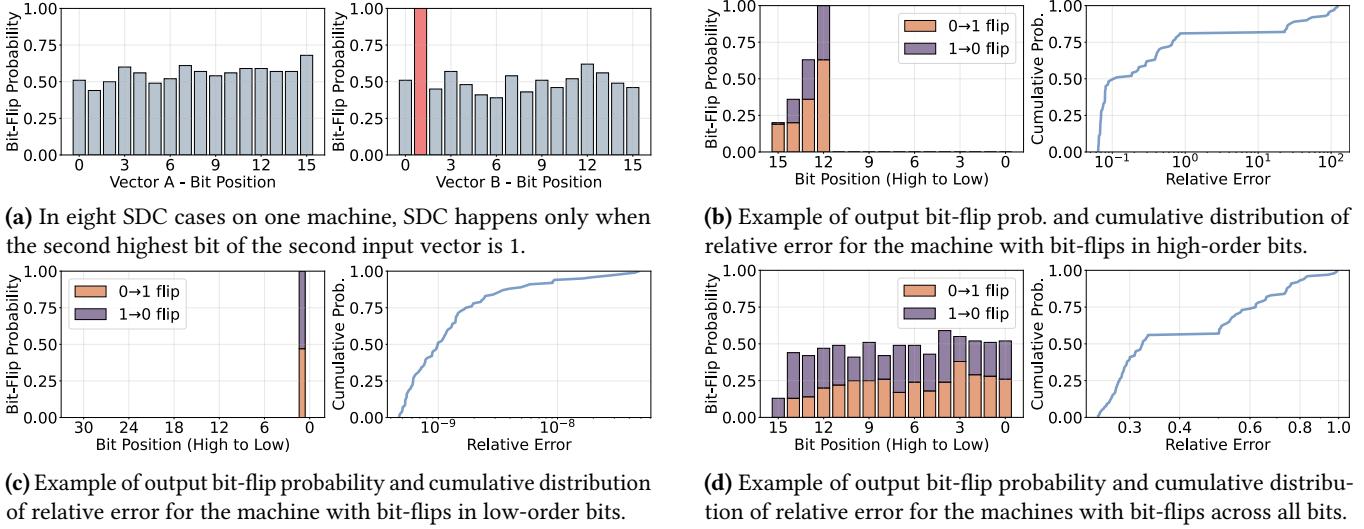 Bit-Flip Probability
1.00
0.75
0.50
0.25
0.00
0 3 6 9 12 15
Vector A - Bit Position
Bit-Flip Probability
1.00
0.75
0.50
0.25
0.00
0 3 6 9 12 15
Vector B - Bit Position
(a) In eight SDC cases on one machine, SDC happens only when
the second highest bit of the second input vector is 1.
Bit-Flip Probability
1.00
0.75
0.50
0.25
0.00
0→1 flip
1→0 flip
15 12 9 6 3 0
Bit Position (High to Low)
Cumulative Prob.
1.00
0.75
0.50
0.25
0.00
10⁻¹ 10⁰ 10¹ 10²
Relative Error
(b) Example of output bit-flip prob. and cumulative distribution of
relative error for the machine with bit-flips in high-order bits.
Bit-Flip Probability
1.00
0.75
0.50
0.25
0.00
0→1 flip
1→0 flip
30 24 18 12 6 0
Bit Position (High to Low)
Cumulative Prob.
1.00
0.75
0.50
0.25
0.00
10⁻⁹ 10⁻⁸
Relative Error
(c) Example of output bit-flip probability and cumulative distribution
of relative error for the machine with bit-flips in low-order bits.
Bit-Flip Probability
1.00
0.75
0.50
0.25
0.00
0→1 flip
1→0 flip
15 12 9 6 3 0
Bit Position (High to Low)
Cumulative Prob.
1.00
0.75
0.50
0.25
0.00
0.3 0.4 0.6 0.8 1.0
Relative Error
(d) Example of output bit-flip probability and cumulative distribu-
tion of relative error for the machines with bit-flips across all bits.